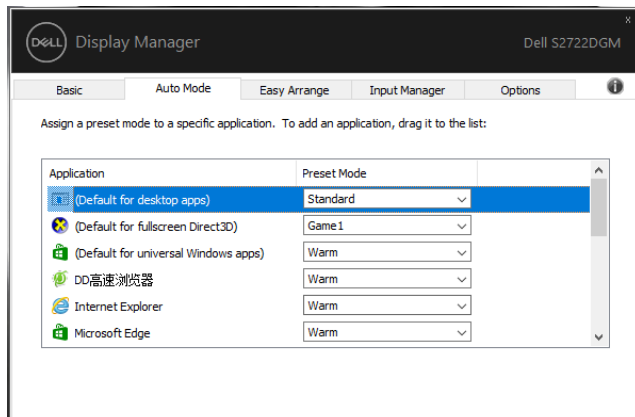 DELL Display Manager Dell S2722DGM x
Basic Auto Mode Easy Arrange Input Manager Options
Assign a preset mode to a specific application. To add an application, drag it to the list:
Application Preset Mode
(Default for desktop apps) Standard
(Default for fullscreen Direct3D) Game1
(Default for universal Windows apps) Warm
DD高速浏览器 Warm
Internet Explorer Warm
Microsoft Edge Warm